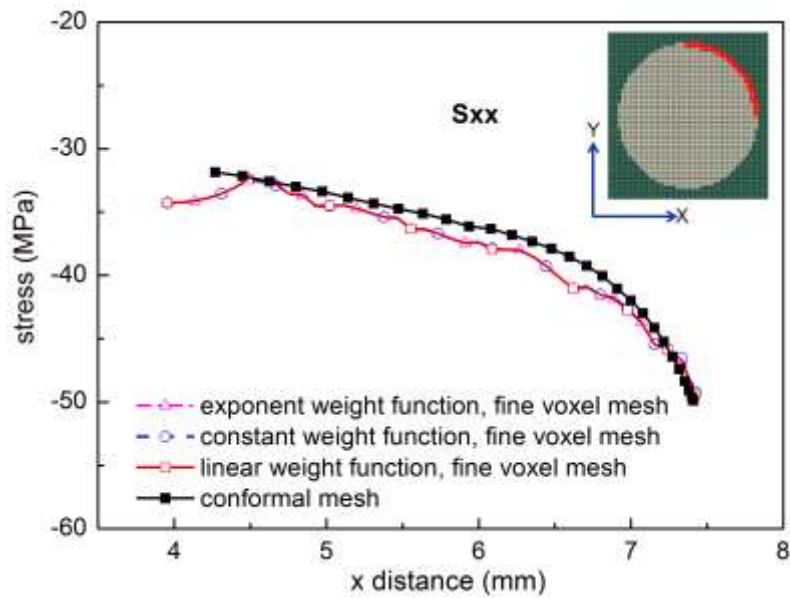 -20
-30
-40
-50
-60
stress (MPa)
Sxx
Y
X
exponent weight function, fine voxel mesh
constant weight function, fine voxel mesh
linear weight function, fine voxel mesh
conformal mesh
4 5 6 7 8
x distance (mm)